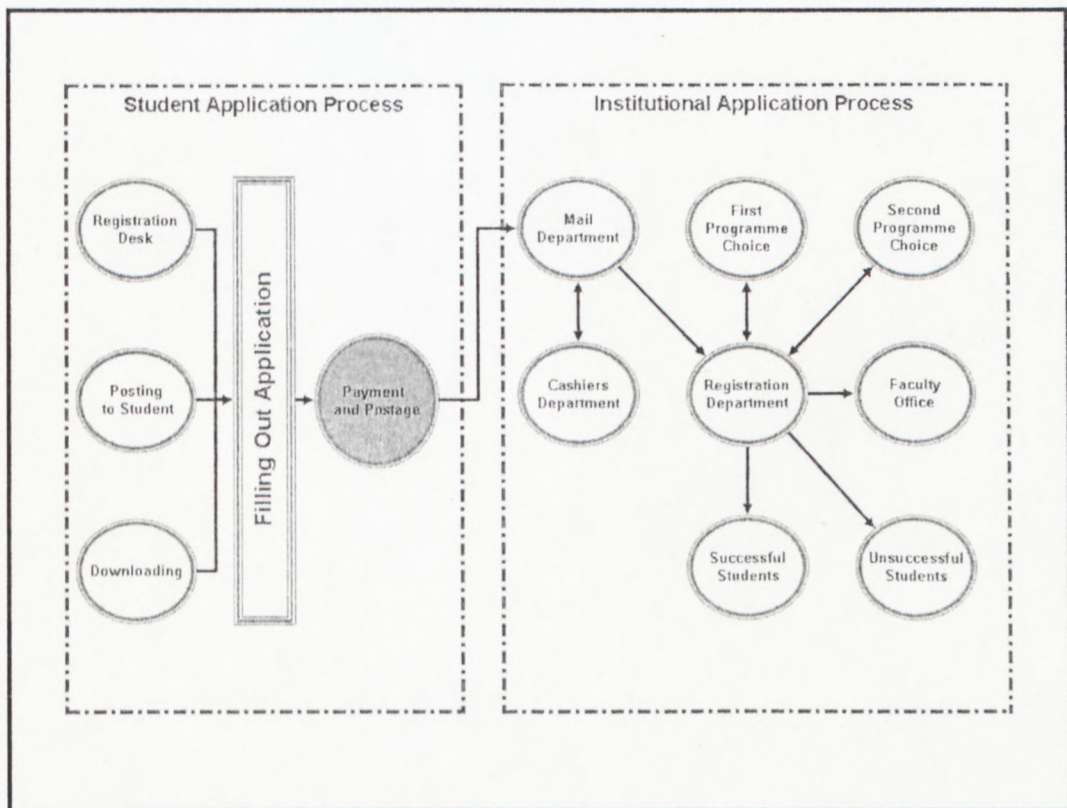 Student Application Process
Registration
Desk
Posting
to Student
Downloading
Filling Out Application
Payment
and Postage
Institutional Application Process
Mail
Department
First
Programme
Choice
Second
Programme
Choice
Cashiers
Department
Registration
Department
Faculty
Office
Successful
Students
Unsuccessful
Students